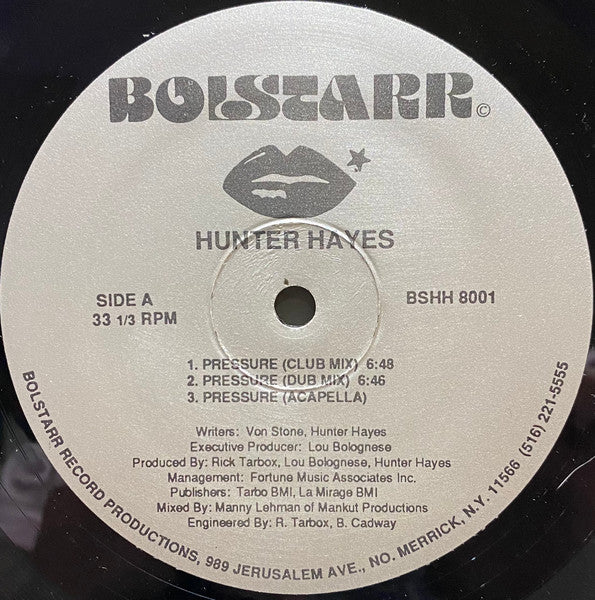 BOLSTARR©
HUNTER HAYES
SIDE A
33 1/3 RPM
BSHH 8001
1. PRESSURE (CLUB MIX) 6:48
2. PRESSURE (DUB MIX) 6:46
3. PRESSURE (ACAPELLA)
Writers: Von Stone, Hunter Hayes
Executive Producer: Lou Bolognese
Produced By: Rick Tarbox, Lou Bolognese, Hunter Hayes
Management: Fortune Music Associates Inc.
Publishers: Tarbo BMI, La Mirage BMI
Mixed By: Manny Lehman of Mankut Productions
Engineered By: R. Tarbox, B. Cadway
BOLSTARR RECORD PRODUCTIONS, 989 JERUSALEM AVE., NO. MERRICK, N.Y. 11566 (516) 221-5555